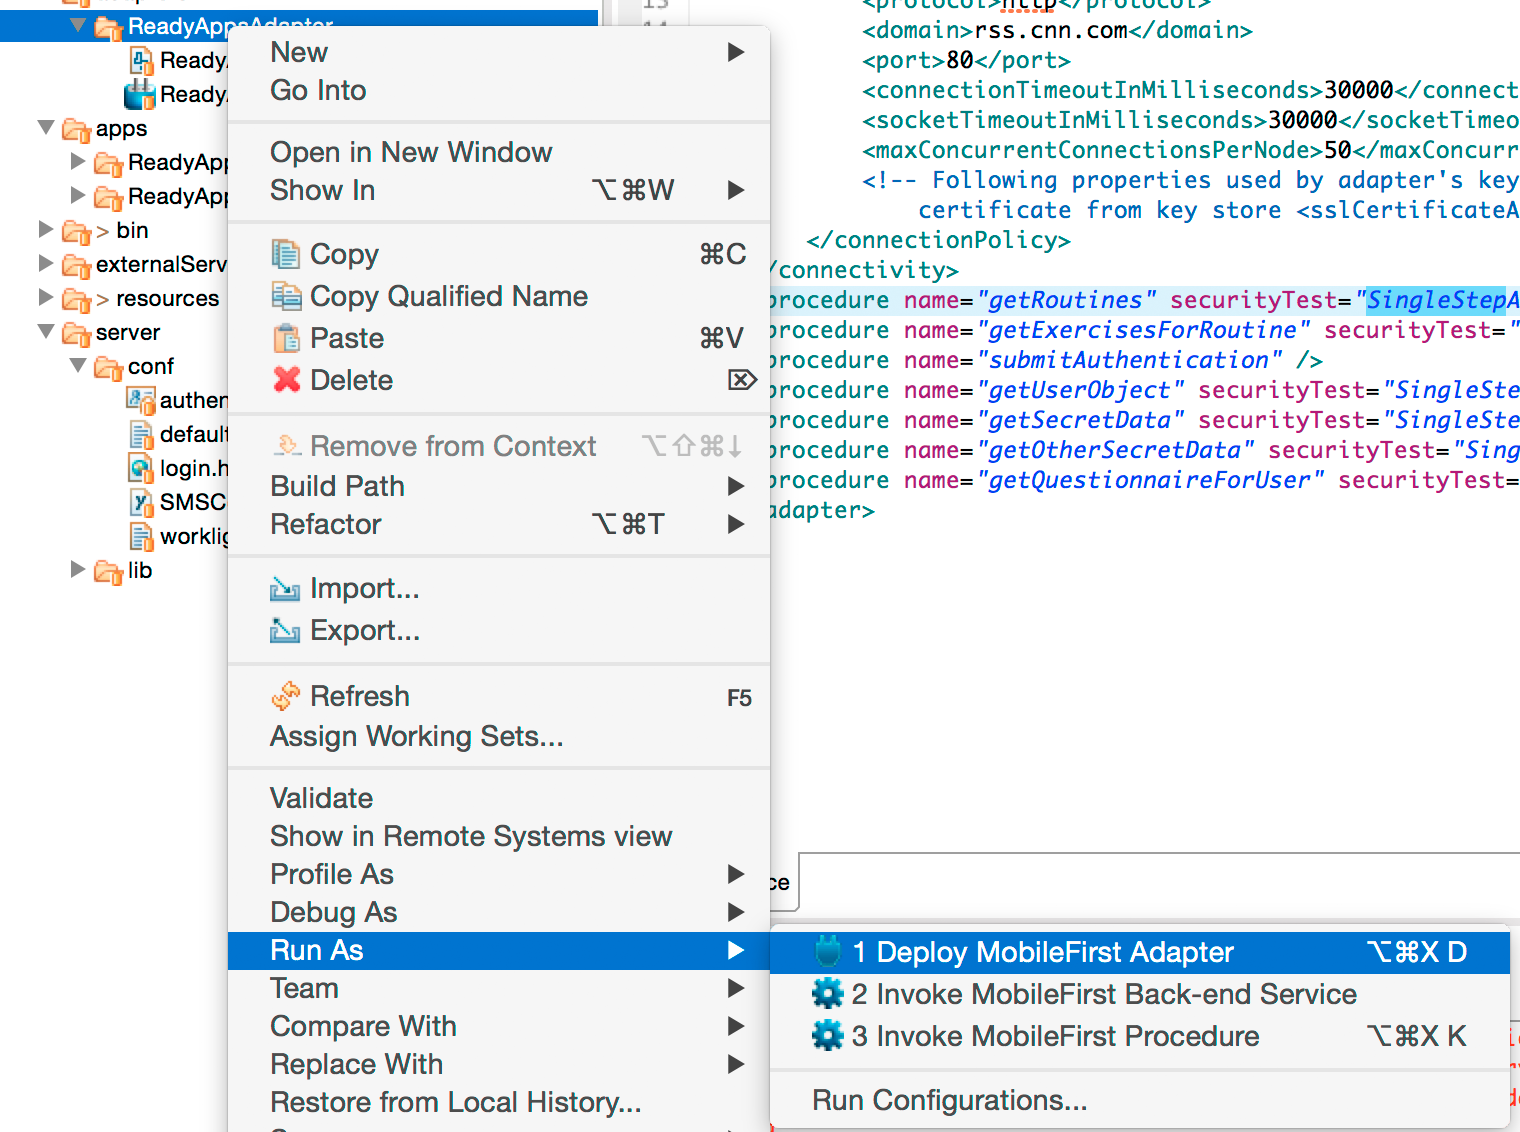 ReadyAppsAdapter
Ready
Ready
apps
ReadyApp
ReadyApp
> bin
externalServ
> resources
server
conf
authen
default
login.h
SMSC
worklig
lib
New
Go Into
Open in New Window
Show In ⌥⌘W
Copy ⌘C
Copy Qualified Name
Paste ⌘V
Delete ⌦
Remove from Context ⌥⇧⌘↓
Build Path
Refactor ⌥⌘T
Import...
Export...
Refresh F5
Assign Working Sets...
Validate
Show in Remote Systems view
Profile As
Debug As
Run As
Team
Compare With
Replace With
Restore from Local History...
1 Deploy MobileFirst Adapter ⌥⌘X D
2 Invoke MobileFirst Back-end Service
3 Invoke MobileFirst Procedure ⌥⌘X K
Run Configurations...
<protocol>http</protocol>
<domain>rss.cnn.com</domain>
<port>80</port>
<connectionTimeoutInMilliseconds>30000</connect
<socketTimeoutInMilliseconds>30000</socketTimeo
<maxConcurrentConnectionsPerNode>50</maxConcurr
<!-- Following properties used by adapter's key
certificate from key store <sslCertificateA
</connectionPolicy>
/connectivity>
procedure name="getRoutines" securityTest="SingleStepA
procedure name="getExercisesForRoutine" securityTest="
procedure name="submitAuthentication" />
procedure name="getUserObject" securityTest="SingleSte
procedure name="getSecretData" securityTest="SingleSte
procedure name="getOtherSecretData" securityTest="Sing
procedure name="getQuestionnaireForUser" securityTest=
adapter>
ce